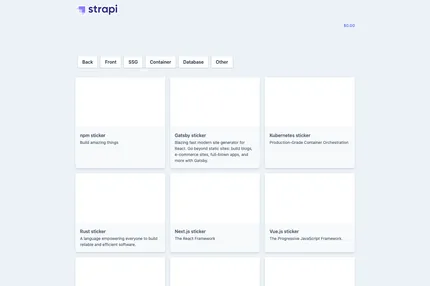 strapi
$0.00
Back Front SSG Container Database Other
npm sticker
Build amazing things
Gatsby sticker
Blazing fast modern site generator for
React. Go beyond static sites: build blogs,
e-commerce sites, full-blown apps, and
more with Gatsby.
Kubernetes sticker
Production-Grade Container Orchestration
Rust sticker
A language empowering everyone to build
reliable and efficient software.
Next.js sticker
The React Framework
Vue.js sticker
The Progressive JavaScript Framework